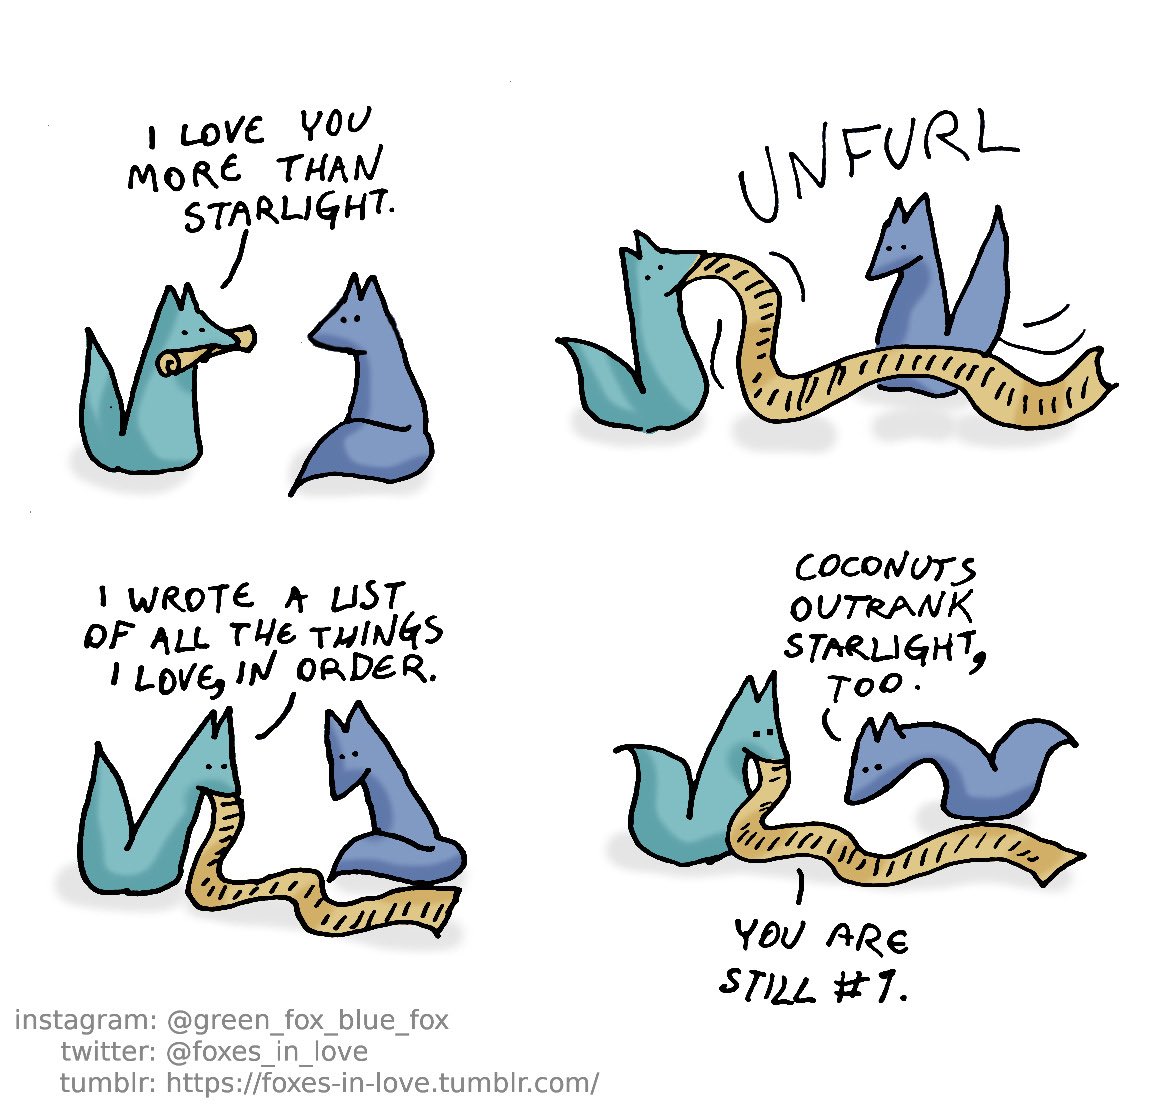 I LOVE YOU
MORE THAN
STARLIGHT.
UNFURL
I WROTE A LIST
OF ALL THE THINGS
I LOVE, IN ORDER.
COCONUTS
OUTRANK
STARLIGHT,
TOO.
YOU ARE
STILL #1.
instagram: @green_fox_blue_fox
twitter: @foxes_in_love
tumblr: https://foxes-in-love.tumblr.com/